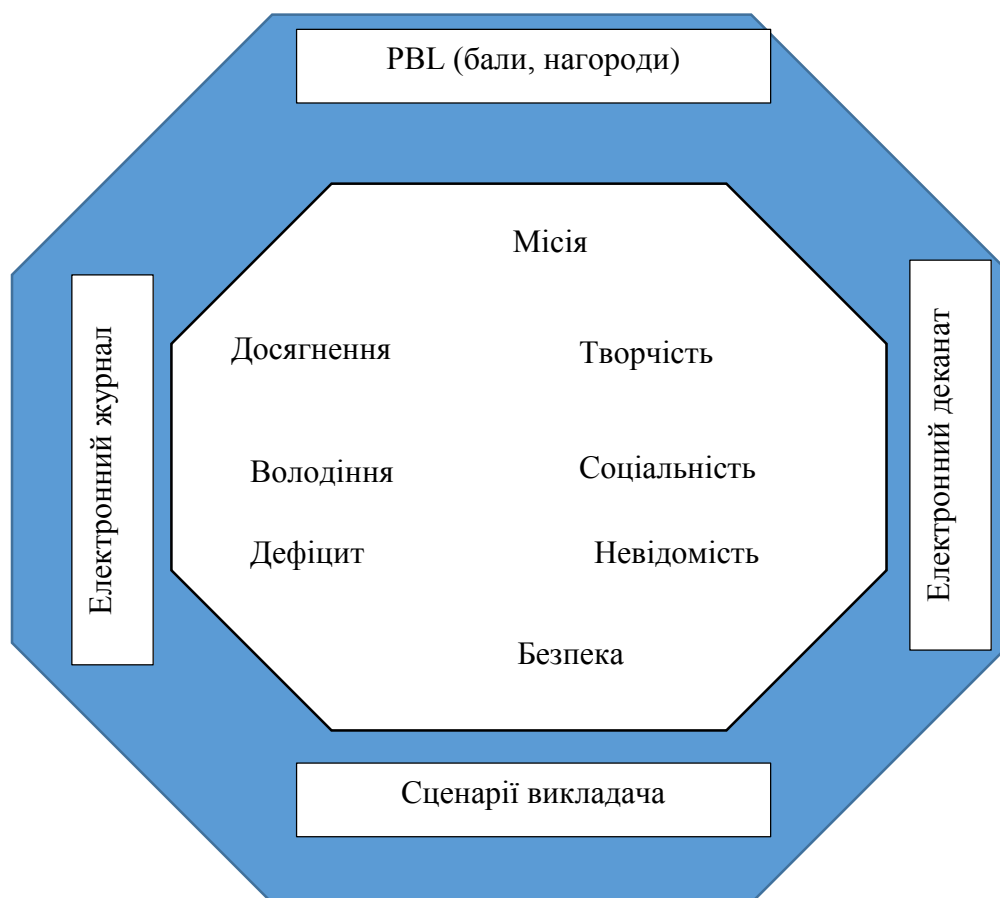 PBL (бали, нагороди)
Місія
Досягнення
Творчість
Електронний журнал
Електронний деканат
Володіння
Соціальність
Дефіцит
Невідомість
Безпека
Сценарії викладача